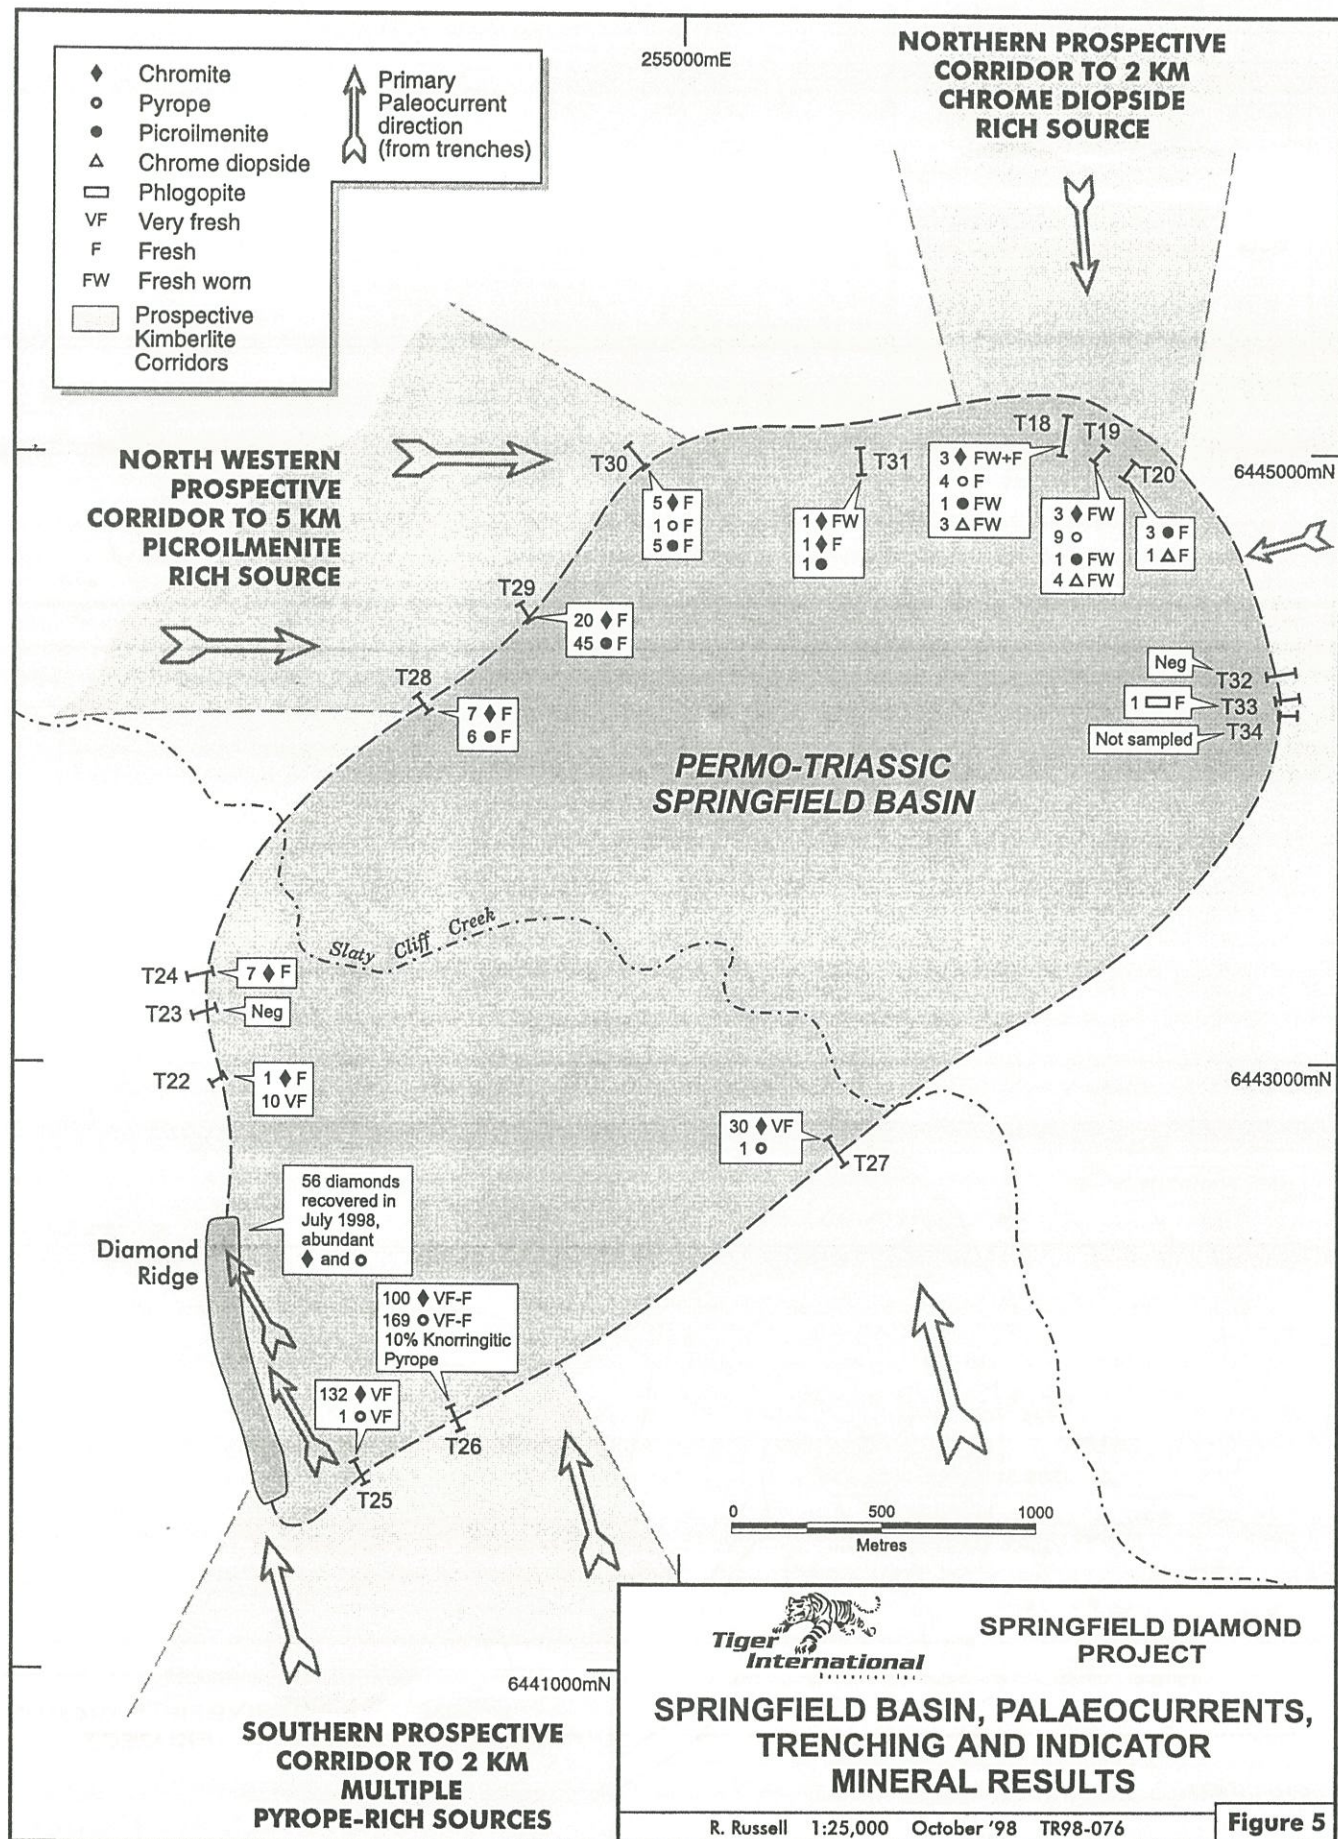 ♦ Chromite
○ Pyrope
● Picroilmenite
△ Chrome diopside
▭ Phlogopite
VF Very fresh
F Fresh
FW Fresh worn
Prospective
Kimberlite
Corridors
Primary
Paleocurrent
direction
(from trenches)
255000mE
NORTHERN PROSPECTIVE
CORRIDOR TO 2 KM
CHROME DIOPSIDE
RICH SOURCE
NORTH WESTERN
PROSPECTIVE
CORRIDOR TO 5 KM
PICROILMENITE
RICH SOURCE
T30
5 ♦ F
1 ○ F
5 ● F
T31
1 ♦ FW
1 ♦ F
1 ●
T18
3 ♦ FW+F
4 ○ F
1 ● FW
3 △ FW
T19
3 ♦ FW
9 ○
1 ● FW
4 △ FW
T20
3 ● F
1 △ F
6445000mN
T29
20 ♦ F
45 ● F
T28
7 ♦ F
6 ● F
Neg
T32
1 ▭ F
T33
Not sampled
T34
PERMO-TRIASSIC
SPRINGFIELD BASIN
Slaty Cliff Creek
T24
7 ♦ F
T23
Neg
T22
1 ♦ F
10 VF
6443000mN
30 ♦ VF
1 ○
T27
56 diamonds
recovered in
July 1998,
abundant
♦ and ○
Diamond
Ridge
100 ♦ VF-F
169 ○ VF-F
10% Knorringitic
Pyrope
T26
132 ♦ VF
1 ○ VF
T25
0 500 1000
Metres
6441000mN
SOUTHERN PROSPECTIVE
CORRIDOR TO 2 KM
MULTIPLE
PYROPE-RICH SOURCES
Tiger
International
SPRINGFIELD DIAMOND
PROJECT
SPRINGFIELD BASIN, PALAEOCURRENTS,
TRENCHING AND INDICATOR
MINERAL RESULTS
R. Russell 1:25,000 October '98 TR98-076
Figure 5